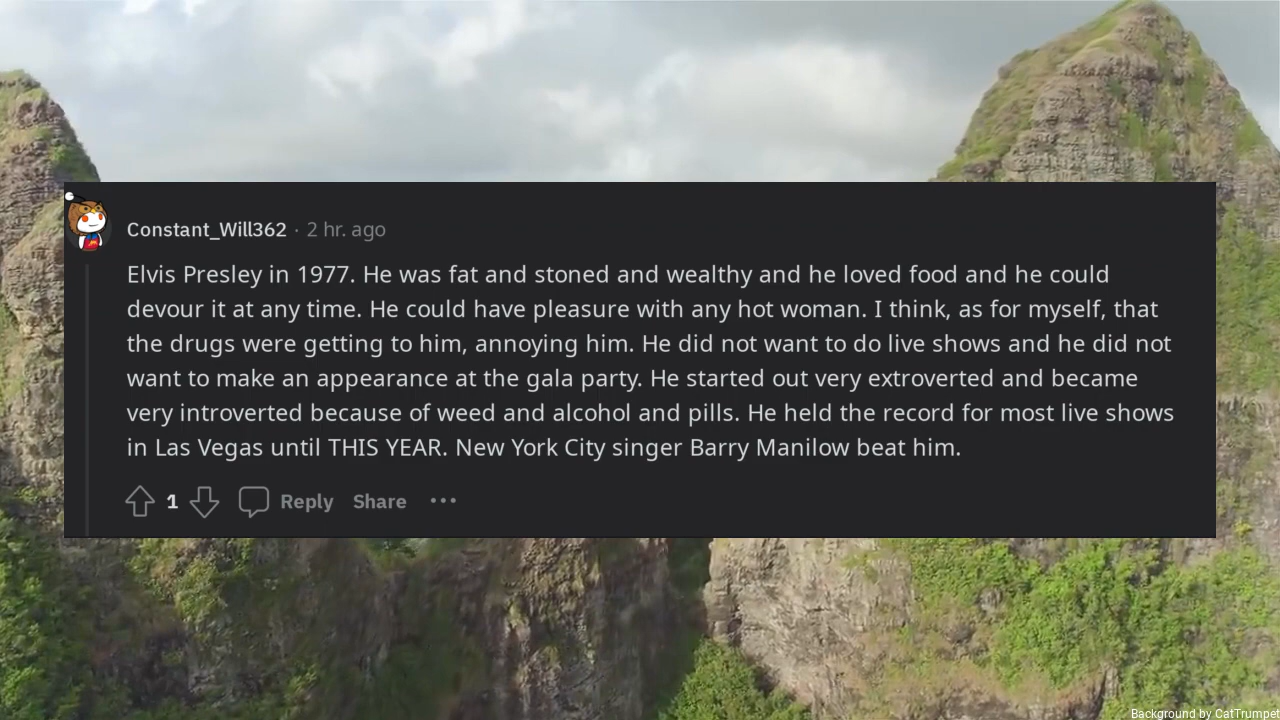 Constant_Will362 · 2 hr. ago
Elvis Presley in 1977. He was fat and stoned and wealthy and he loved food and he could
devour it at any time. He could have pleasure with any hot woman. I think, as for myself, that
the drugs were getting to him, annoying him. He did not want to do live shows and he did not
want to make an appearance at the gala party. He started out very extroverted and became
very introverted because of weed and alcohol and pills. He held the record for most live shows
in Las Vegas until THIS YEAR. New York City singer Barry Manilow beat him.
1 Reply Share ···
Background by CatTrumpet